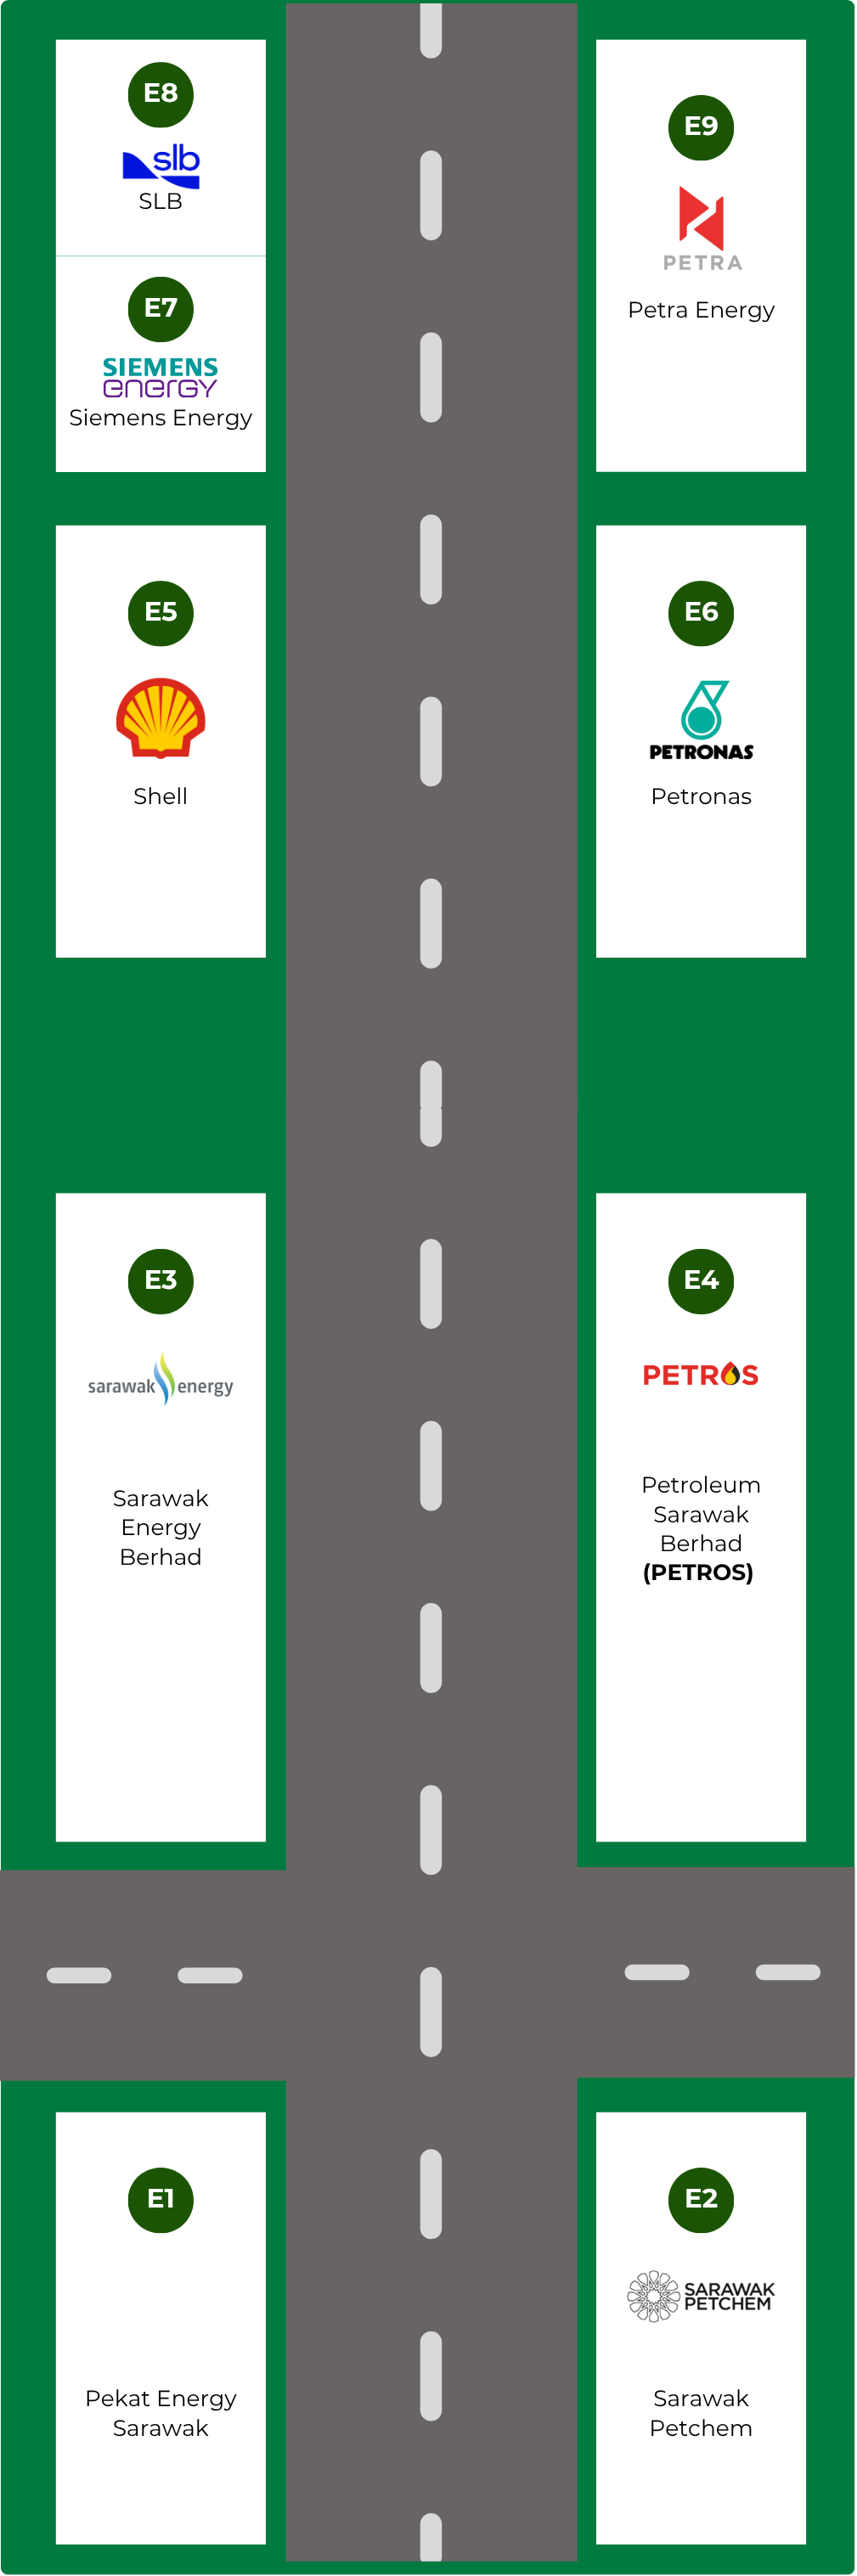 E8
slb
SLB
E7
SIEMENS
energy
Siemens Energy
E9
PETRA
Petra Energy
E5
Shell
E6
PETRONAS
Petronas
E3
sarawak energy
Sarawak
Energy
Berhad
E4
PETROS
Petroleum
Sarawak
Berhad
(PETROS)
E1
Pekat Energy
Sarawak
E2
SARAWAK
PETCHEM
Sarawak
Petchem